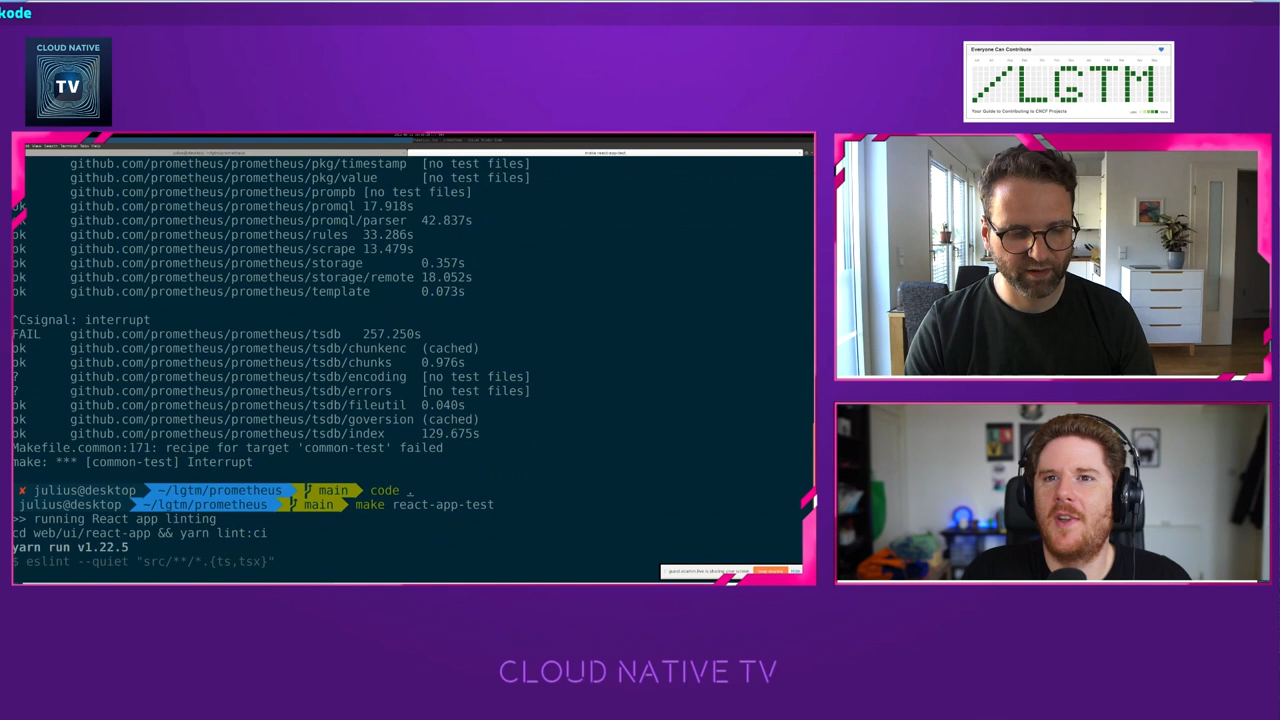 kode
CLOUD NATIVE
TV
Everyone Can Contribute
/LGTM
Your Guide to Contributing to CNCF Projects
github.com/prometheus/prometheus/pkg/timestamp [no test files]
github.com/prometheus/prometheus/pkg/value [no test files]
github.com/prometheus/prometheus/prompb [no test files]
ok github.com/prometheus/prometheus/promql 17.918s
ok github.com/prometheus/prometheus/promql/parser 42.837s
ok github.com/prometheus/prometheus/rules 33.286s
ok github.com/prometheus/prometheus/scrape 13.479s
ok github.com/prometheus/prometheus/storage 0.357s
ok github.com/prometheus/prometheus/storage/remote 18.052s
ok github.com/prometheus/prometheus/template 0.073s
^Csignal: interrupt
FAIL github.com/prometheus/prometheus/tsdb 257.250s
ok github.com/prometheus/prometheus/tsdb/chunkenc (cached)
ok github.com/prometheus/prometheus/tsdb/chunks 0.976s
? github.com/prometheus/prometheus/tsdb/encoding [no test files]
? github.com/prometheus/prometheus/tsdb/errors [no test files]
ok github.com/prometheus/prometheus/tsdb/fileutil 0.040s
ok github.com/prometheus/prometheus/tsdb/goversion (cached)
ok github.com/prometheus/prometheus/tsdb/index 129.675s
Makefile.common:171: recipe for target 'common-test' failed
make: *** [common-test] Interrupt
✘ julius@desktop ~/lgtm/prometheus main code .
julius@desktop ~/lgtm/prometheus main make react-app-test
>> running React app linting
cd web/ui/react-app && yarn lint:ci
yarn run v1.22.5
$ eslint --quiet "src/**/*.{ts,tsx}"
CLOUD NATIVE TV